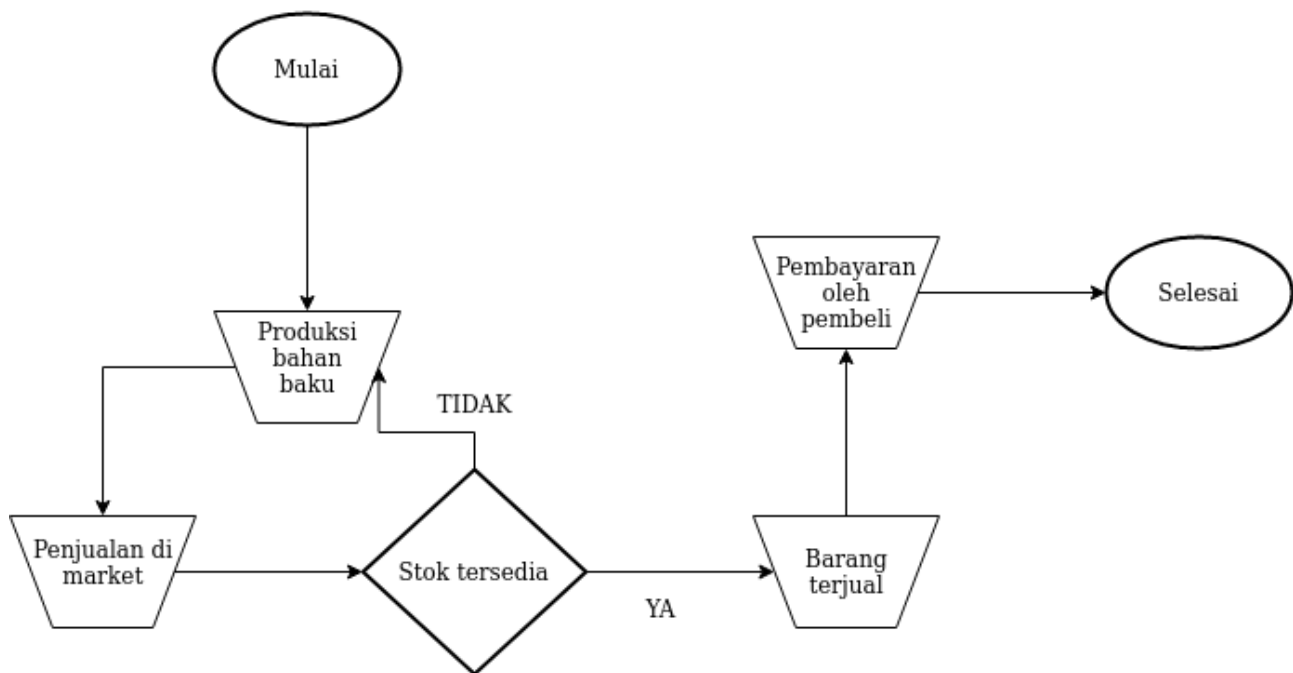 Mulai
Produksi
bahan
baku
TIDAK
Penjualan di
market
Stok tersedia
YA
Barang
terjual
Pembayaran
oleh
pembeli
Selesai